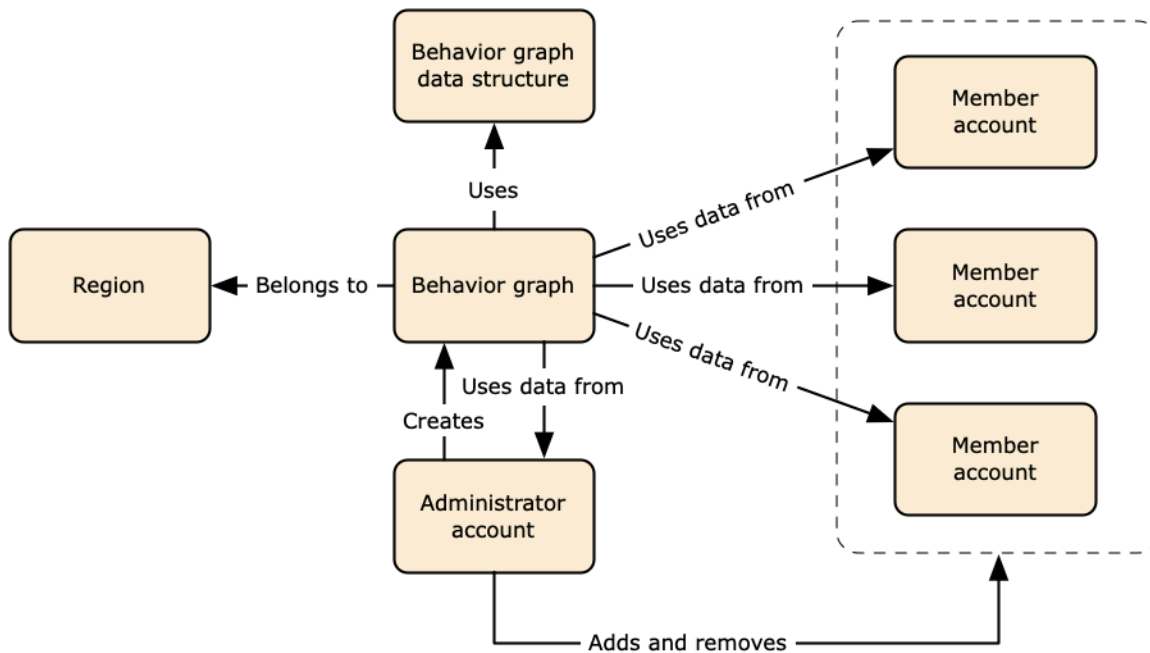 Behavior graph
data structure
Member
account
Uses
Uses data from
Region
Belongs to
Behavior graph
Uses data from
Member
account
Uses data from
Uses data from
Creates
Member
account
Administrator
account
Adds and removes